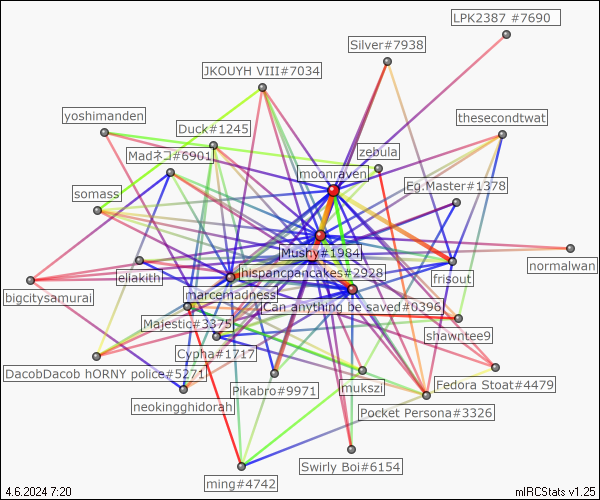 LPK2387 #7690
Silver#7938
JKOUYH VIII#7034
yoshimanden
thesecondtwat
Duck#1245
zebula
Madネコ#6901
moonraven
Eg.Master#1378
somass
Mushy#1984
normalwan
hispancpancakes#2928
eliakith
frisout
bigcitysamurai
marcemadness
Can anything be saved#0396
Majestic#3375
shawntee9
Cypha#1717
DacobDacob hORNY police#5271
mukszi
Fedora Stoat#4479
Pikabro#9971
neokingghidorah
Pocket Persona#3326
Swirly Boi#6154
ming#4742
4.6.2024 7:20
mIRCStats v1.25